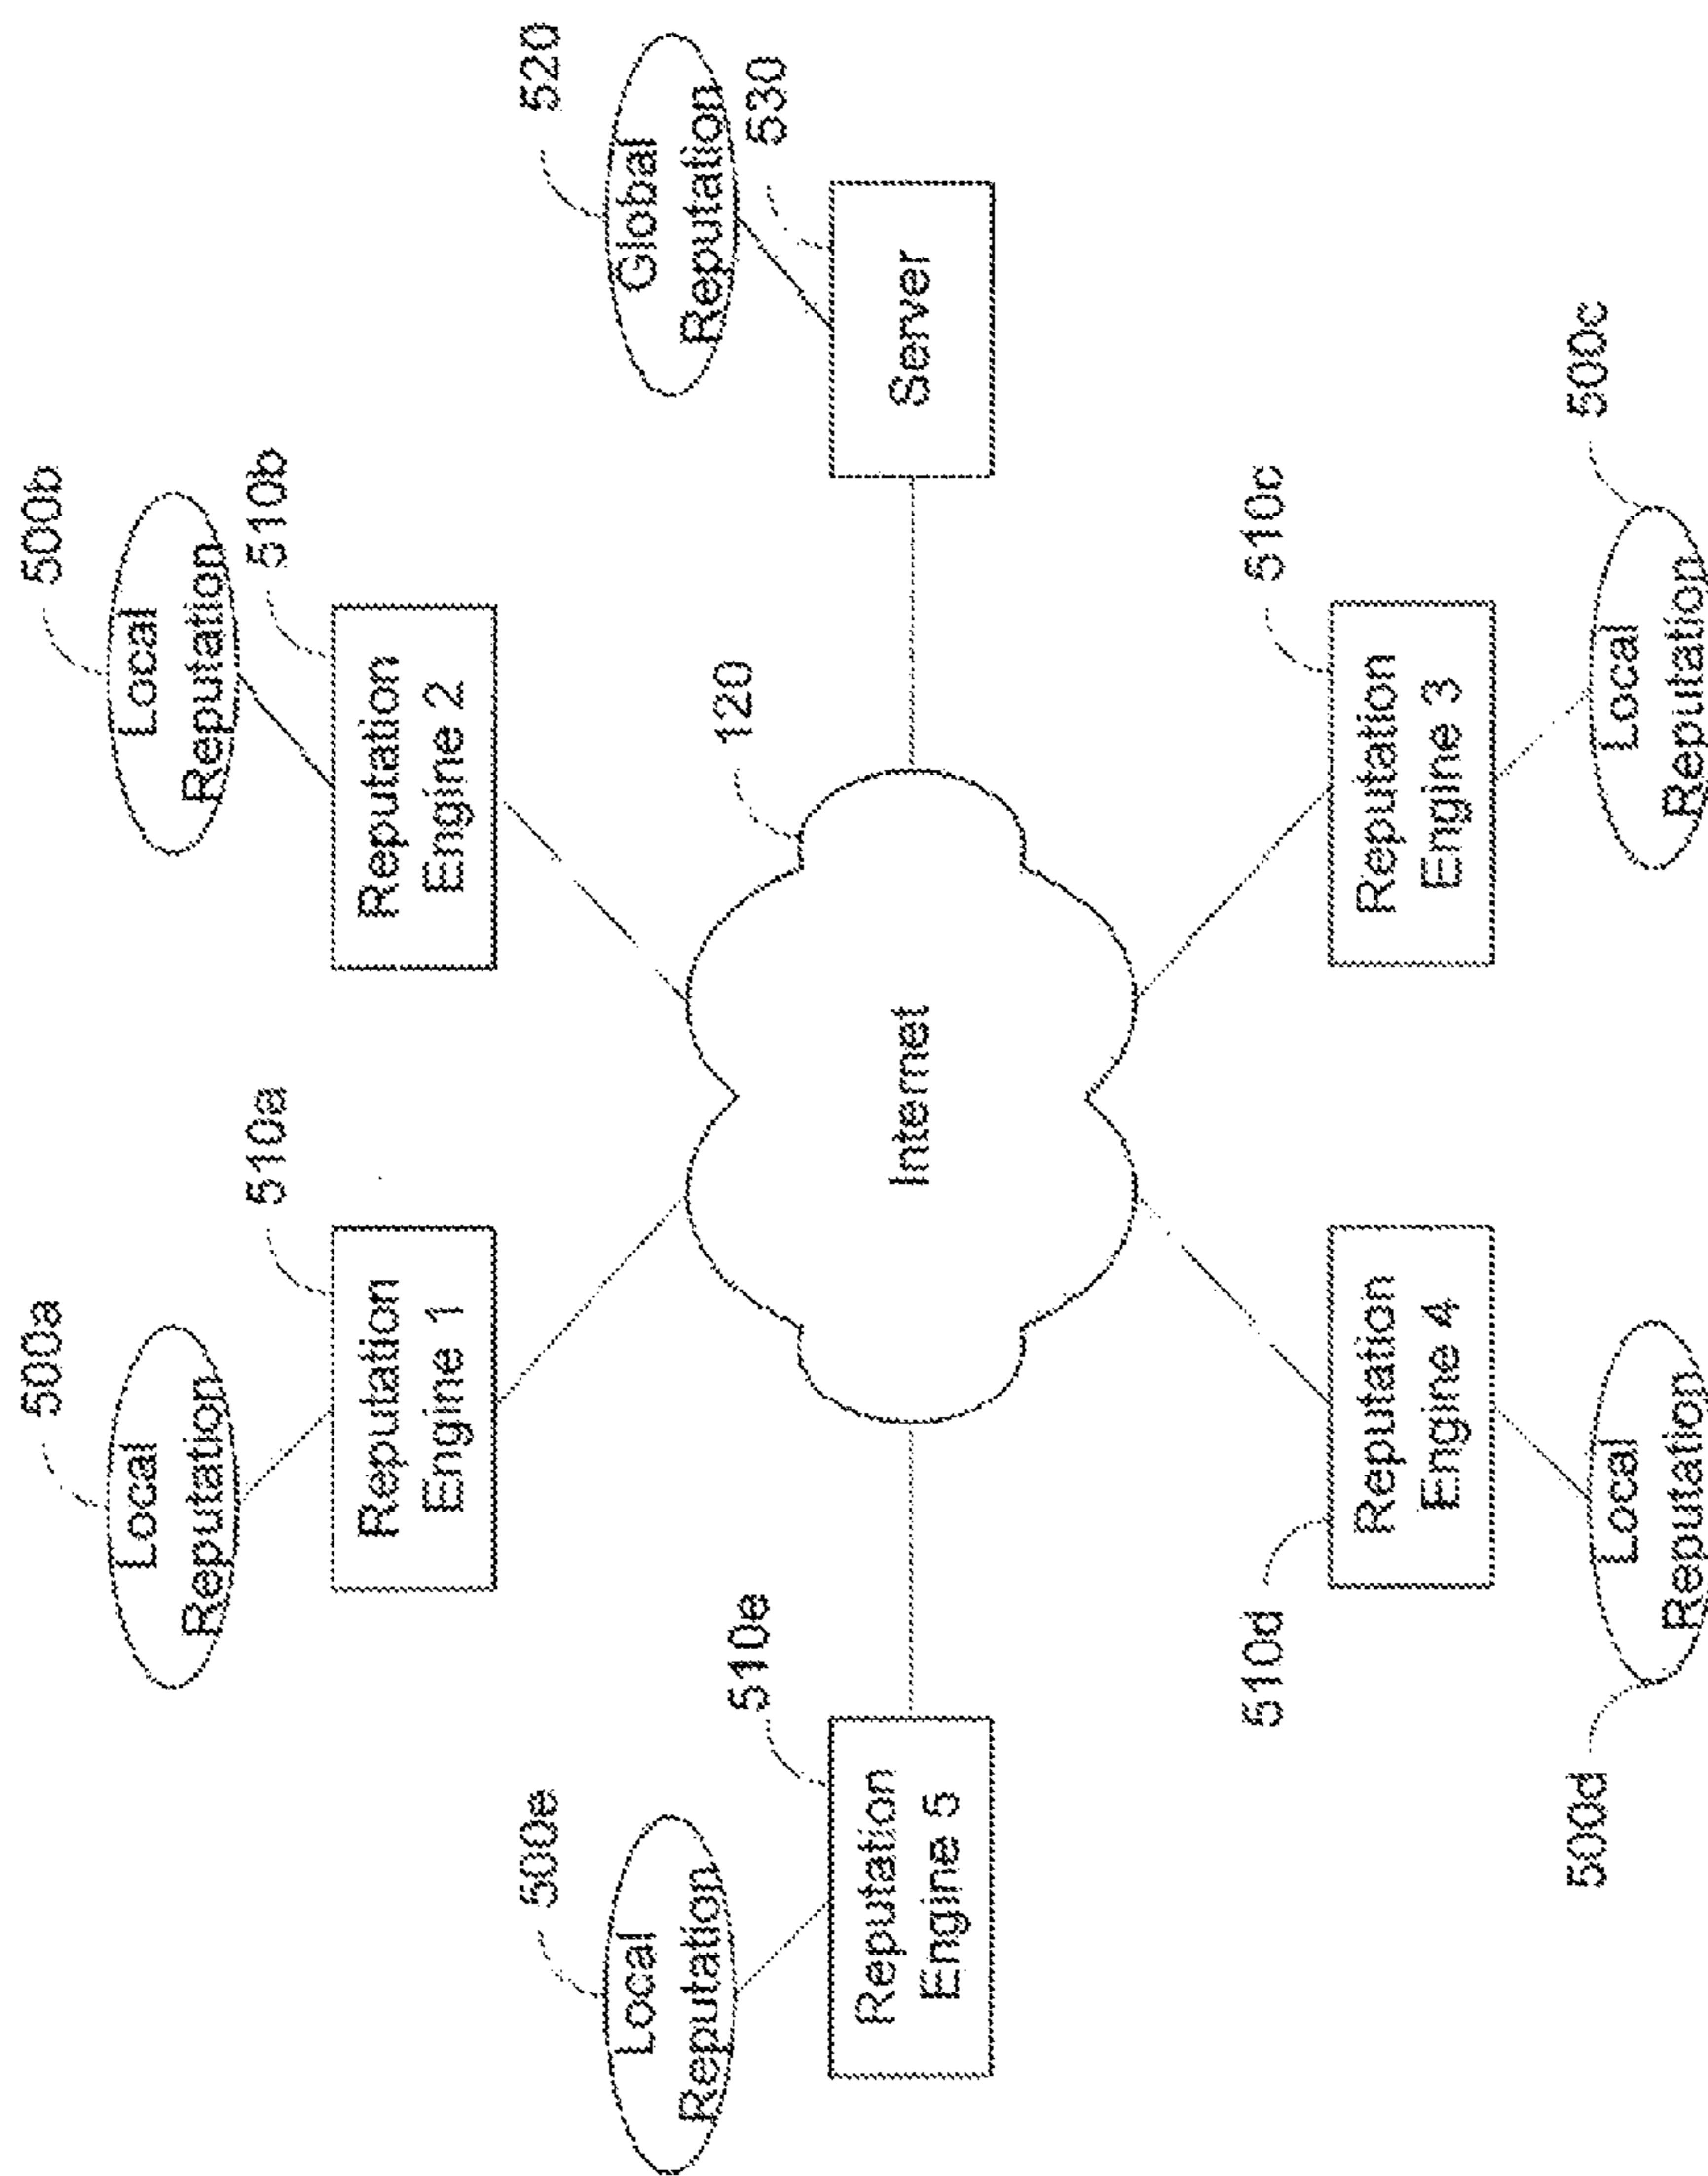 500a
Local
Reputation
510a
Reputation
Engine 1
500b
Local
Reputation
510b
Reputation
Engine 2
500e
Local
Reputation
510e
Reputation
Engine 5
120
Internet
520
Global
Reputation
530
Server
510d
Reputation
Engine 4
500d
Local
Reputation
510c
Reputation
Engine 3
500c
Local
Reputation